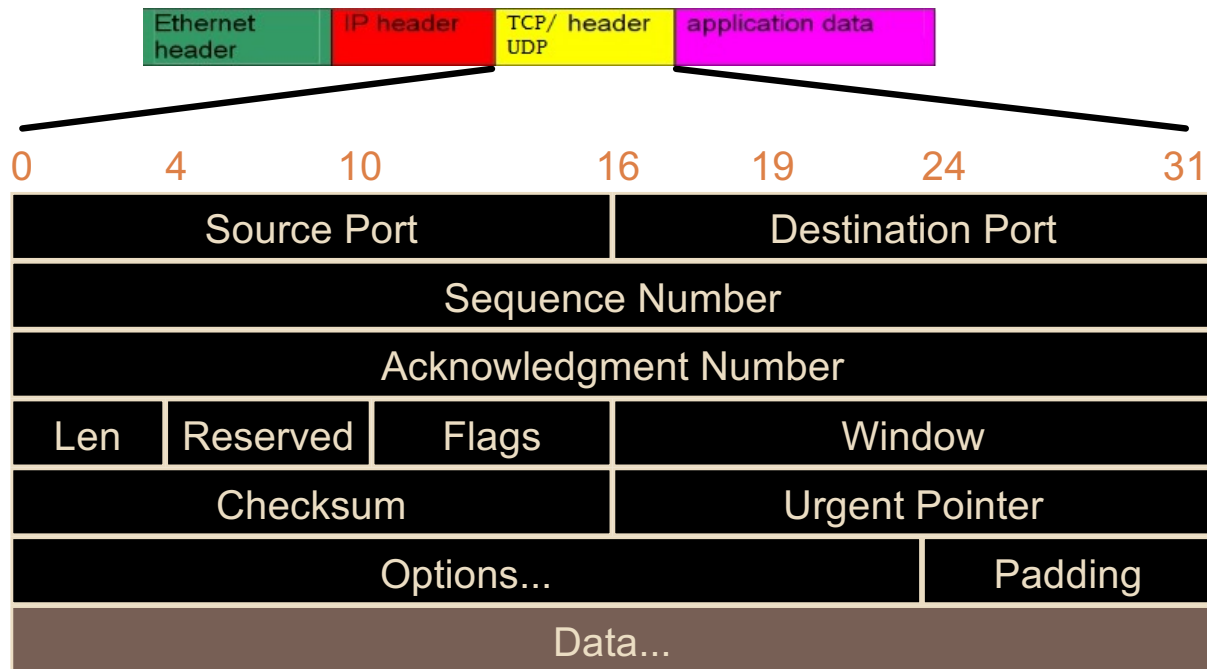 Ethernet header
IP header
TCP/ header
UDP
application data
0 4 10 16 19 24 31
Source Port Destination Port
Sequence Number
Acknowledgment Number
Len Reserved Flags Window
Checksum Urgent Pointer
Options... Padding
Data...